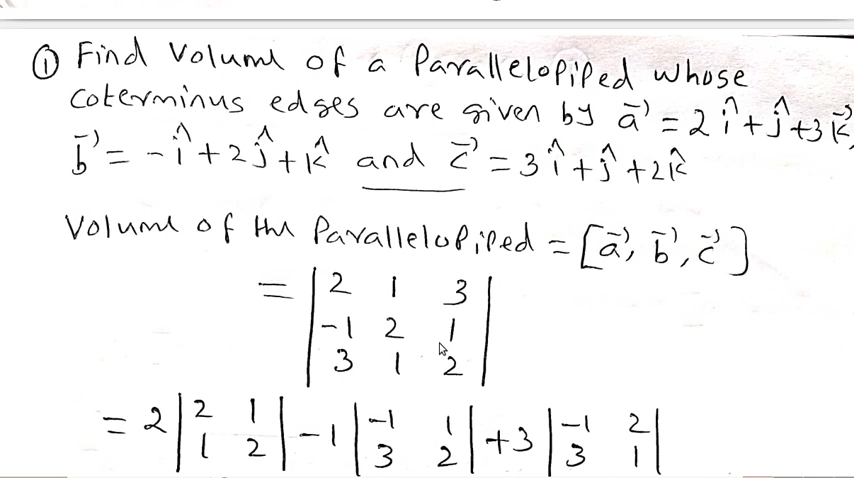 ① Find Volume of a Parallelopiped whose
coterminus edges are given by a⃗ = 2î+ĵ+3k⃗,
b⃗ = -î+2ĵ+k̂ and c⃗ = 3î+ĵ+2k̂
Volume of the Parallelopiped = [a⃗, b⃗, c⃗]
= | 2 1 3 |
| -1 2 1 |
| 3 1 2 |
= 2 | 2 1 | -1 | -1 1 | +3 | -1 2 |
| 1 2 | | 3 2 | | 3 1 |